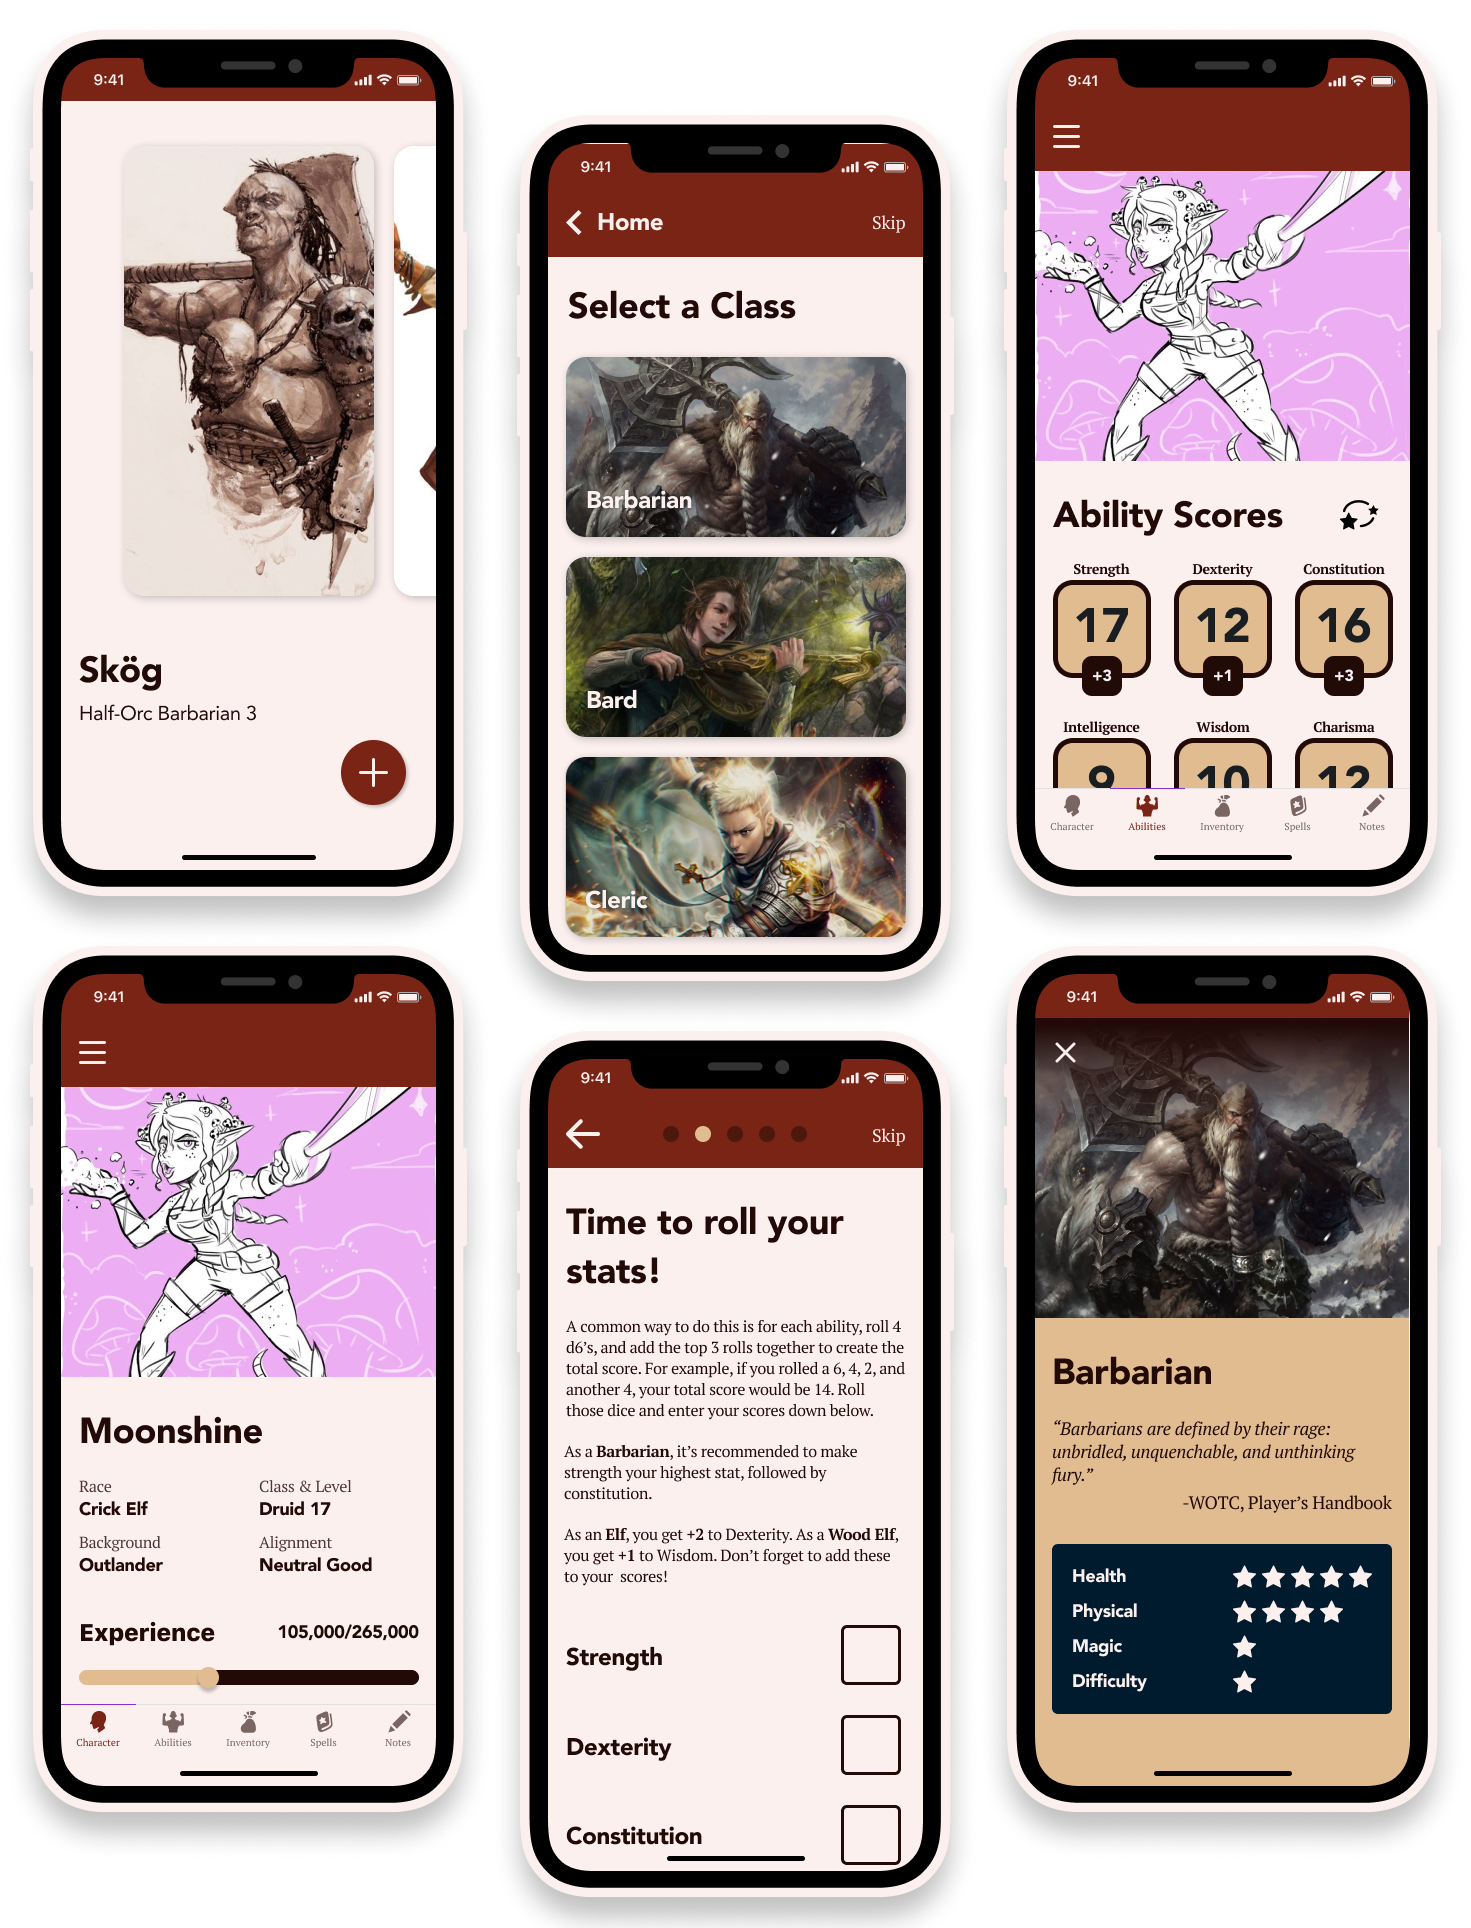 9:41
Skög
Half-Orc Barbarian 3
9:41
Home
Skip
Select a Class
Barbarian
Bard
Cleric
9:41
Ability Scores
Strength
Dexterity
Constitution
17
12
16
+3
+1
+3
Intelligence
Wisdom
Charisma
9
10
12
Character
Abilities
Inventory
Spells
Notes
9:41
Moonshine
Race
Class & Level
Crick Elf
Druid 17
Background
Alignment
Outlander
Neutral Good
Experience
105,000/265,000
Character
Abilities
Inventory
Spells
Notes
9:41
Skip
Time to roll your
stats!
A common way to do this is for each ability, roll 4
d6’s, and add the top 3 rolls together to create the
total score. For example, if you rolled a 6, 4, 2, and
another 4, your total score would be 14. Roll
those dice and enter your scores down below.
As a Barbarian, it’s recommended to make
strength your highest stat, followed by
constitution.
As an Elf, you get +2 to Dexterity. As a Wood Elf,
you get +1 to Wisdom. Don’t forget to add these
to your  scores!
Strength
Dexterity
Constitution
9:41
Barbarian
“Barbarians are defined by their rage:
unbridled, unquenchable, and unthinking
fury.”
-WOTC, Player’s Handbook
Health
Physical
Magic
Difficulty